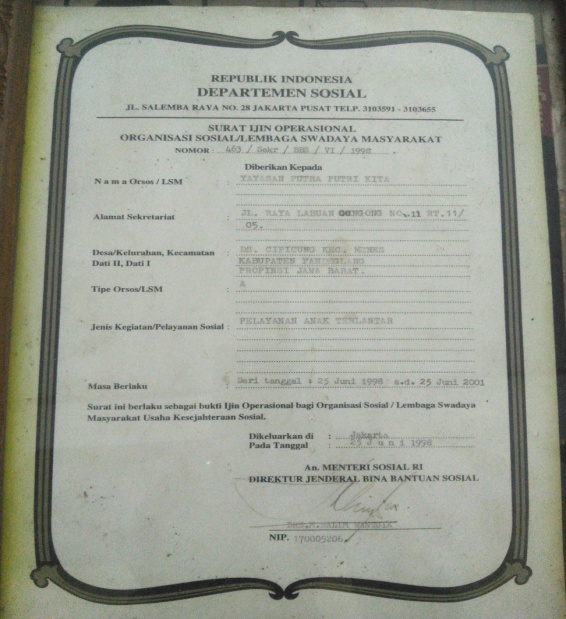 REPUBLIK INDONESIA
DEPARTEMEN SOSIAL
JL. SALEMBA RAYA NO. 28 JAKARTA PUSAT TELP. 3103591 - 3103655
SURAT IJIN OPERASIONAL
ORGANISASI SOSIAL/LEMBAGA SWADAYA MASYARAKAT
NOMOR : 463 / Sekr / BBS / VI / 1998 .
Diberikan Kepada
Nama Orsos / LSM : YAYASAN PUTRA PUTRI KITA
Alamat Sekretariat : JL. RAYA LABUAN NO.11 RT.11/
05.
Desa/Kelurahan, Kecamatan : DS. CIPICUNG KEC. MENES
Dati II, Dati I KABUPATEN PANDEGLANG
PROPINSI JAWA BARAT.
Tipe Orsos/LSM : A
Jenis Kegiatan/Pelayanan Sosial : PELAYANAN ANAK TERLANTAR
Masa Berlaku : Dari tanggal : 25 Juni 1998 s.d. 25 Juni 2001
Surat ini berlaku sebagai bukti Ijin Operasional bagi Organisasi Sosial / Lembaga Swadaya
Masyarakat Usaha Kesejahteraan Sosial.
Dikeluarkan di : Jakarta
Pada Tanggal : 25 J u n i 1998
An. MENTERI SOSIAL RI
DIREKTUR JENDERAL BINA BANTUAN SOSIAL
NIP. 170005206